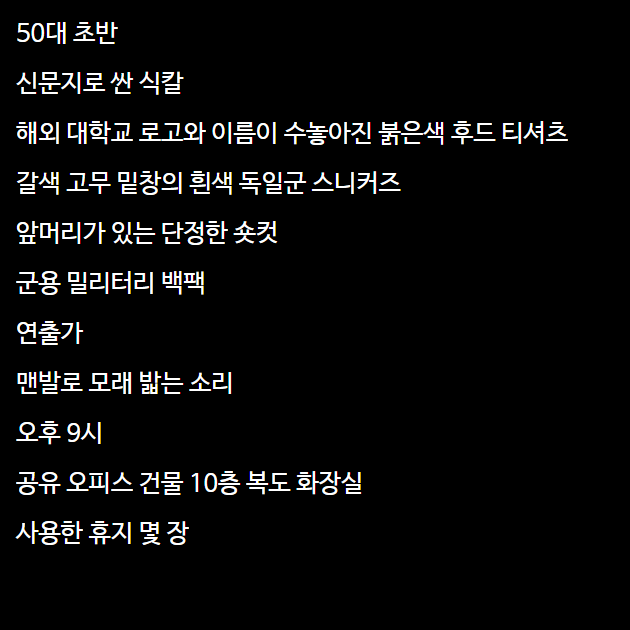 50대 초반
신문지로 싼 식칼
해외 대학교 로고와 이름이 수놓아진 붉은색 후드 티셔츠
갈색 고무 밑창의 흰색 독일군 스니커즈
앞머리가 있는 단정한 숏컷
군용 밀리터리 백팩
연출가
맨발로 모래 밟는 소리
오후 9시
공유 오피스 건물 10층 복도 화장실
사용한 휴지 몇 장